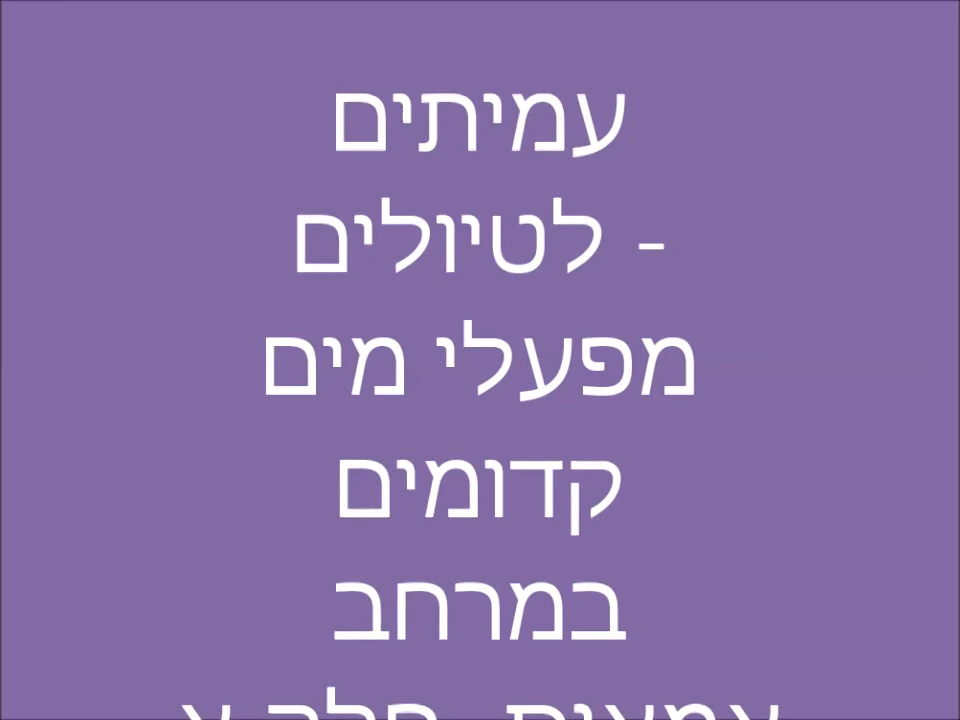 עמיתים
- לטיולים
מפעלי מים
קדומים
במרחב